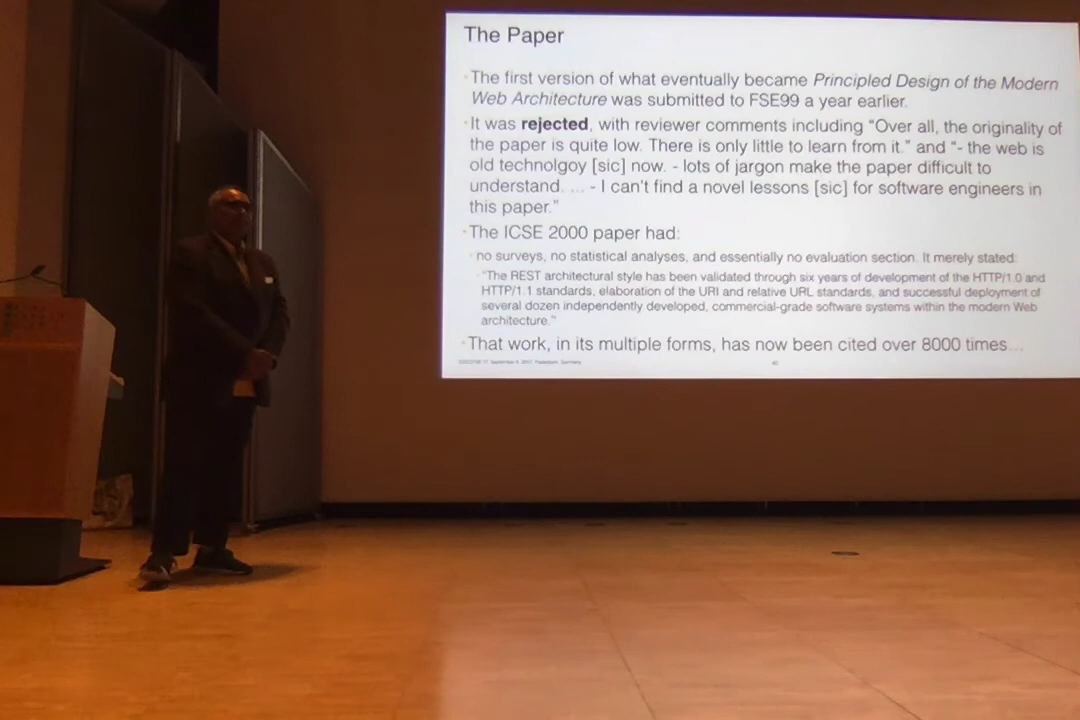 The Paper
The first version of what eventually became Principled Design of the Modern
Web Architecture was submitted to FSE99 a year earlier.
It was rejected, with reviewer comments including “Over all, the originality of
the paper is quite low. There is only little to learn from it.” and “- the web is
old technolgoy [sic] now. - lots of jargon make the paper difficult to
understand. ... - I can't find a novel lessons [sic] for software engineers in
this paper.”
The ICSE 2000 paper had:
no surveys, no statistical analyses, and essentially no evaluation section. It merely stated:
“The REST architectural style has been validated through six years of development of the HTTP/1.0 and
HTTP/1.1 standards, elaboration of the URI and relative URL standards, and successful deployment of
several dozen independently developed, commercial-grade software systems within the modern Web
architecture.”
That work, in its multiple forms, has now been cited over 8000 times...